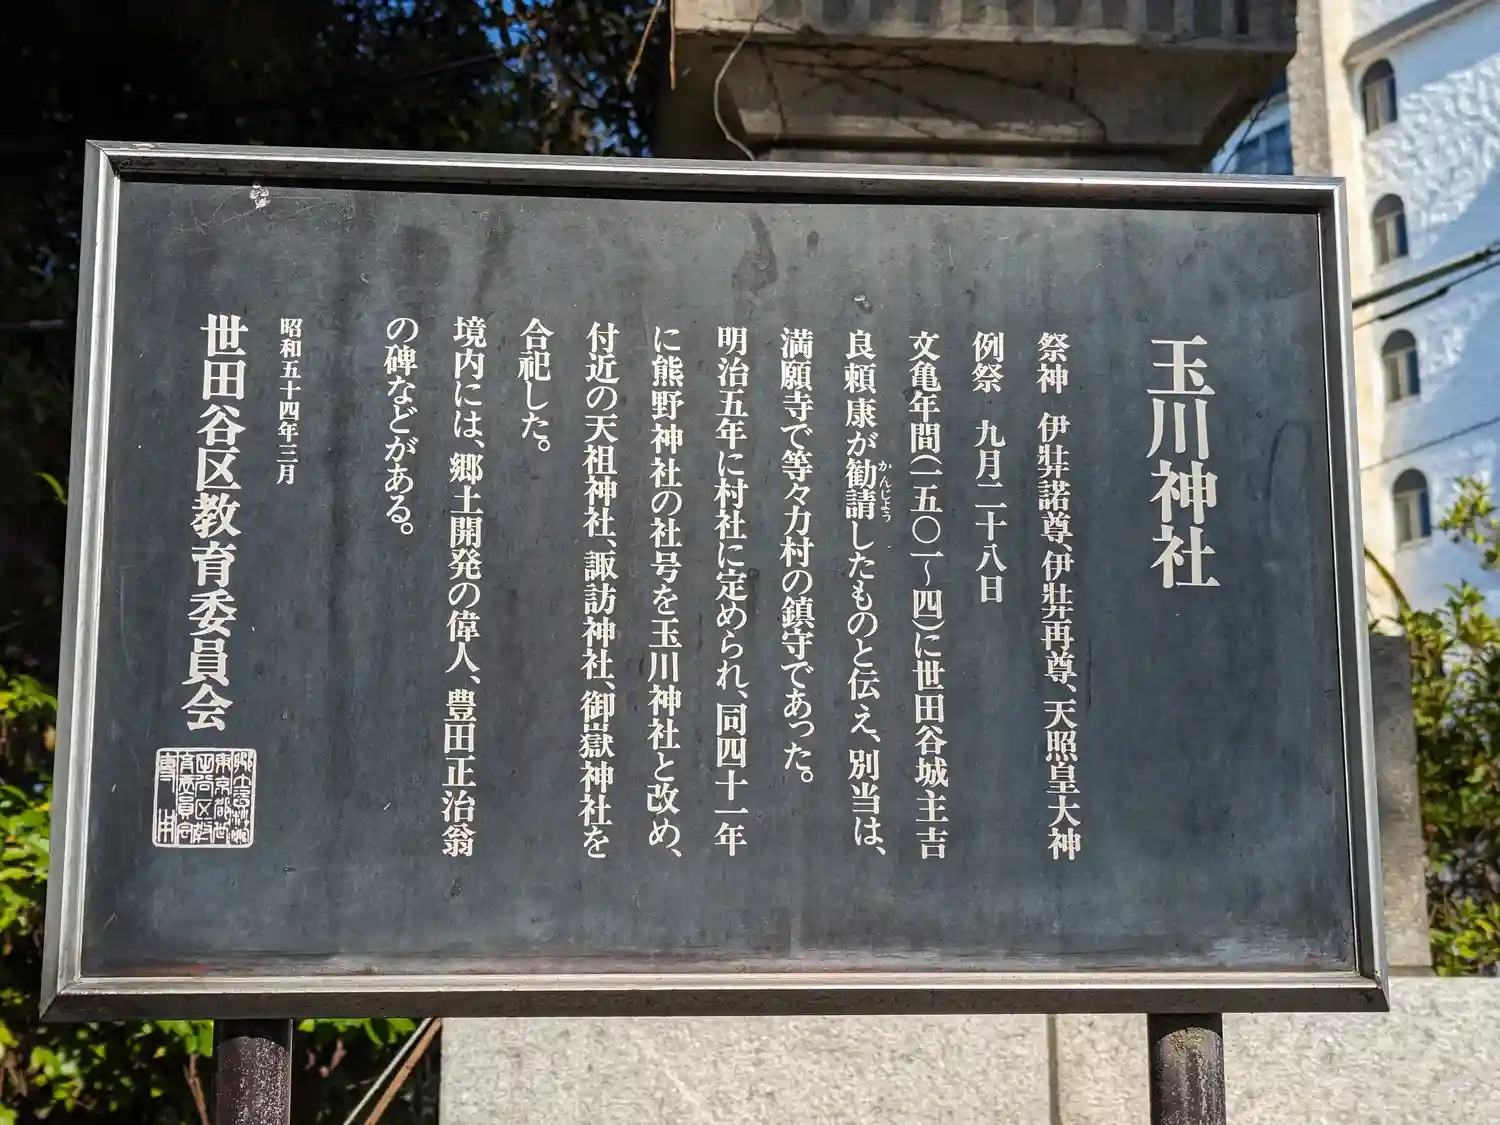 玉川神社
祭神　伊弉諾尊、伊弉再尊、天照皇大神
例祭　九月二十八日
文亀年間(一五〇一〜四)に世田谷城主吉
良頼康が勧請したものと伝え、別当は、
かんじょう
満願寺で等々力村の鎮守であった。
明治五年に村社に定められ、同四十一年
に熊野神社の社号を玉川神社と改め、
付近の天祖神社、諏訪神社、御嶽神社を
合祀した。
境内には、郷土開発の偉人、豊田正治翁
の碑などがある。
昭和五十四年三月
世田谷区教育委員会